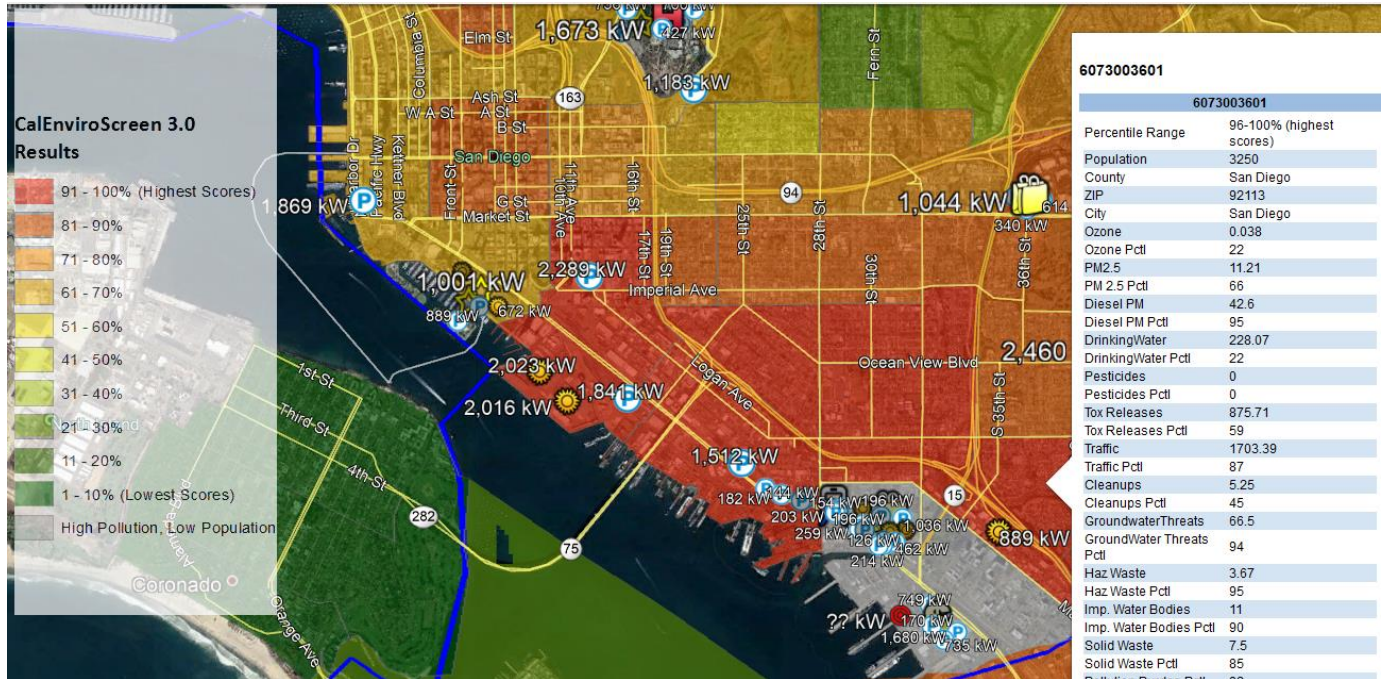 CalEnviroScreen 3.0
Results
91 - 100% (Highest Scores)
81 - 90%
71 - 80%
61 - 70%
51 - 60%
41 - 50%
31 - 40%
21 - 30%
11 - 20%
1 - 10% (Lowest Scores)
High Pollution, Low Population
Coronado
1st St
Third St
4th St
Orange Ave
282
75
Elm St
Columbia St
1,673 kW
427 kW
1,183 kW
Fern St
163
Ash St
W A St
A St
B St
San Diego
Harbor Dr
Pacific Hwy
Kettner Blvd
Front St
10th Ave
11th Ave
16th St
G St
Market St
1,869 kW
94
17th St
19th St
25th St
28th St
30th St
36th St
1,044 kW
614
340 kW
1,001 kW
2,289 kW
Imperial Ave
889 kW
672 kW
2,023 kW
2,016 kW
1,841 kW
Logan Ave
Ocean View Blvd
2,460
S 35th St
1,512 kW
182 kW
144 kW
154 kW
196 kW
203 kW
196 kW
259 kW
126 kW
1,036 kW
462 kW
214 kW
15
889 kW
749 kW
?? kW
170 kW
1,680 kW
735 kW
6073003601
6073003601
Percentile Range 96-100% (highest
scores)
Population 3250
County San Diego
ZIP 92113
City San Diego
Ozone 0.038
Ozone Pctl 22
PM2.5 11.21
PM 2.5 Pctl 66
Diesel PM 42.6
Diesel PM Pctl 95
DrinkingWater 228.07
DrinkingWater Pctl 22
Pesticides 0
Pesticides Pctl 0
Tox Releases 875.71
Tox Releases Pctl 59
Traffic 1703.39
Traffic Pctl 87
Cleanups 5.25
Cleanups Pctl 45
GroundwaterThreats 66.5
GroundWater Threats
Pctl 94
Haz Waste 3.67
Haz Waste Pctl 95
Imp. Water Bodies 11
Imp. Water Bodies Pctl 90
Solid Waste 7.5
Solid Waste Pctl 85